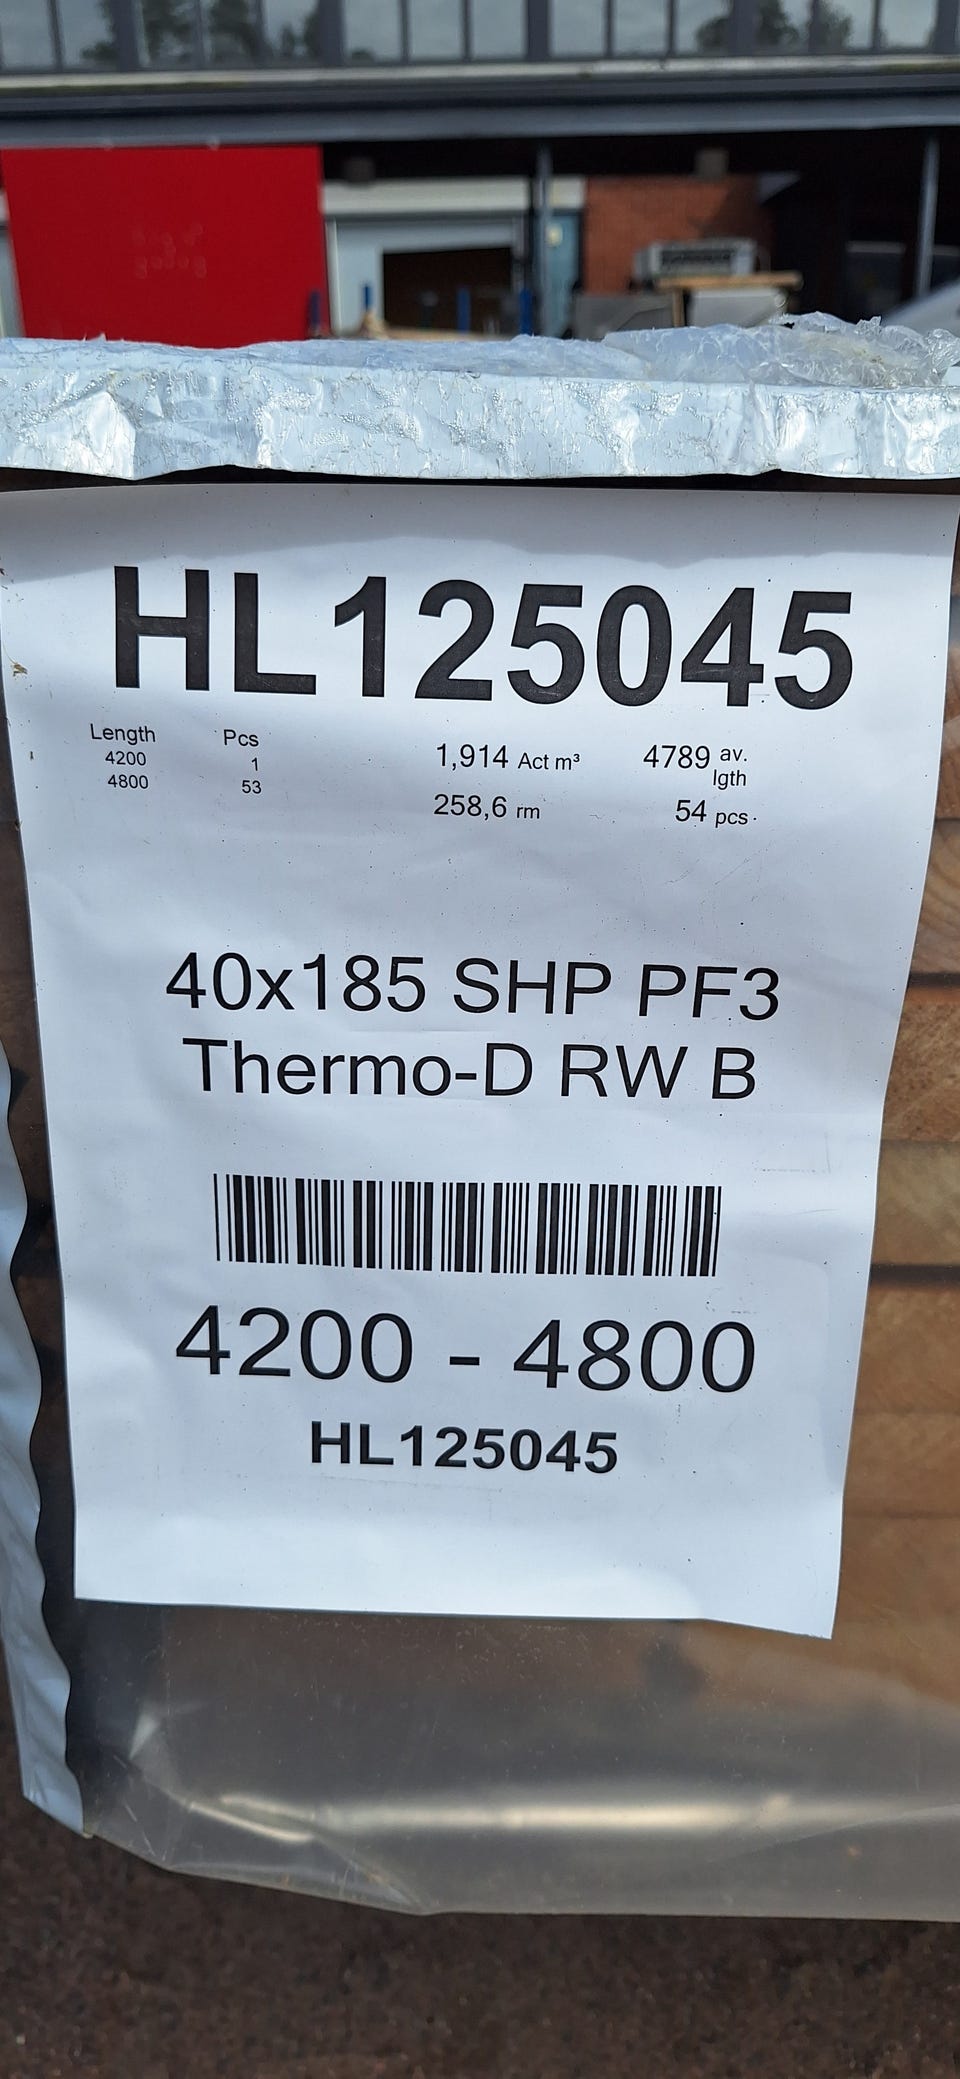 HL125045
Length Pcs
4200 1
4800 53
1,914 Act m³
258,6 rm
4789 av. lgth
54 pcs
40x185 SHP PF3
Thermo-D RW B
4200 - 4800
HL125045